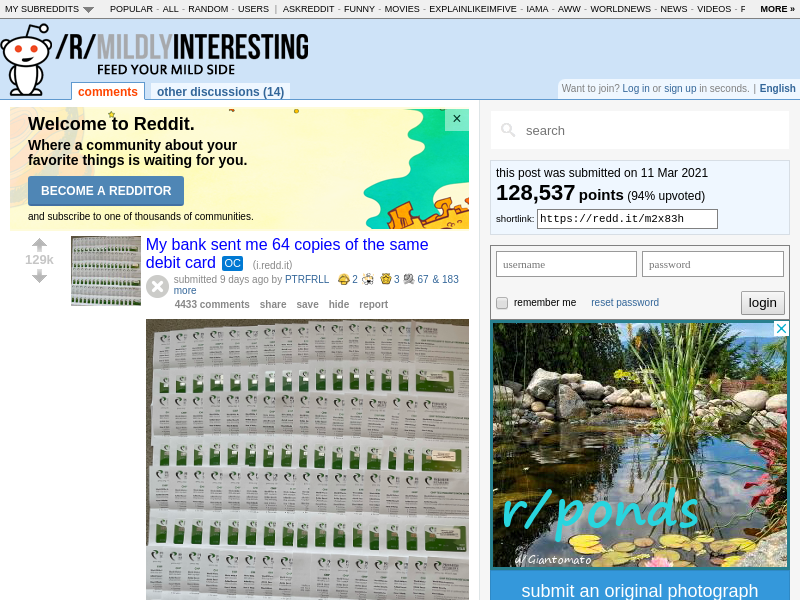 MY SUBREDDITS
POPULAR - ALL - RANDOM - USERS | ASKREDDIT - FUNNY - MOVIES - EXPLAINLIKEIMFIVE - IAMA - AWW - WORLDNEWS - NEWS - VIDEOS - F MORE »
/R/MILDLYINTERESTING
FEED YOUR MILD SIDE
comments
other discussions (14)
Want to join? Log in or sign up in seconds. | English
Welcome to Reddit.
×
Where a community about your
favorite things is waiting for you.
BECOME A REDDITOR
and subscribe to one of thousands of communities.
129k
My bank sent me 64 copies of the same
debit card OC (i.redd.it)
submitted 9 days ago by PTRFRLL 2 3 67 & 183
more
4433 comments share save hide report
search
this post was submitted on 11 Mar 2021
128,537 points (94% upvoted)
shortlink: https://redd.it/m2x83h
username
password
remember me
reset password
login
r/ponds
u/Giantomato
submit an original photograph